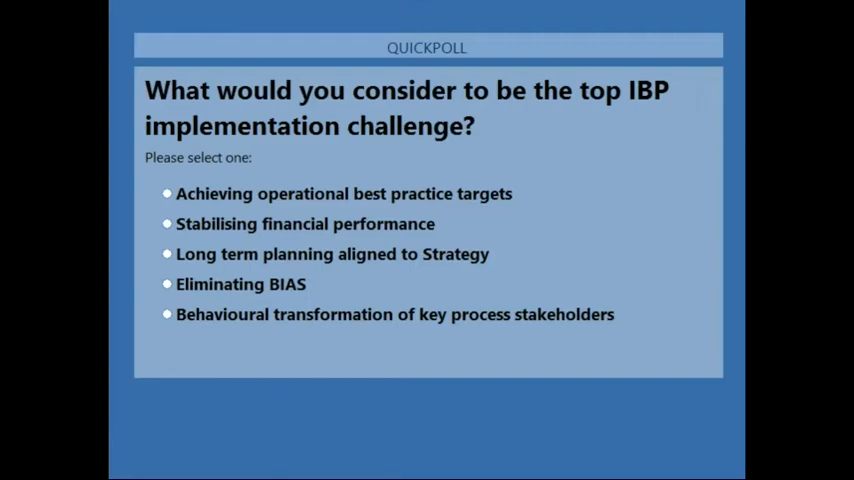 QUICKPOLL
What would you consider to be the top IBP
implementation challenge?
Please select one:
Achieving operational best practice targets
Stabilising financial performance
Long term planning aligned to Strategy
Eliminating BIAS
Behavioural transformation of key process stakeholders